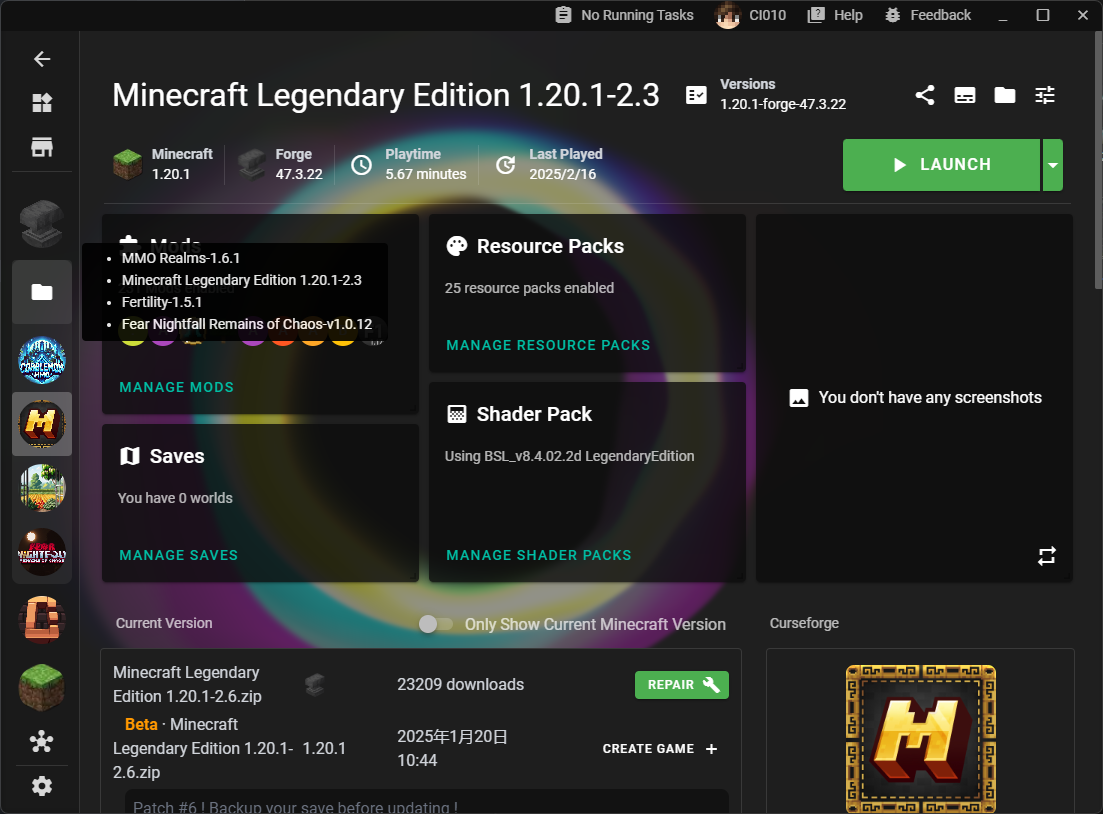 No Running Tasks
CI010
Help
Feedback
Minecraft Legendary Edition 1.20.1-2.3
Versions
1.20.1-forge-47.3.22
Minecraft
1.20.1
Forge
47.3.22
Playtime
5.67 minutes
Last Played
2025/2/16
LAUNCH
Mods
MMO Realms-1.6.1
Minecraft Legendary Edition 1.20.1-2.3
Fertility-1.5.1
Fear Nightfall Remains of Chaos-v1.0.12
MANAGE MODS
Resource Packs
25 resource packs enabled
MANAGE RESOURCE PACKS
Saves
You have 0 worlds
MANAGE SAVES
Shader Pack
Using BSL_v8.4.02.2d LegendaryEdition
MANAGE SHADER PACKS
You don't have any screenshots
Current Version
Only Show Current Minecraft Version
Curseforge
Minecraft Legendary
Edition 1.20.1-2.6.zip
23209 downloads
REPAIR
Beta · Minecraft
Legendary Edition 1.20.1-
2.6.zip
1.20.1
2025年1月20日
10:44
CREATE GAME
Patch #6 ! Backup your save before updating !
M